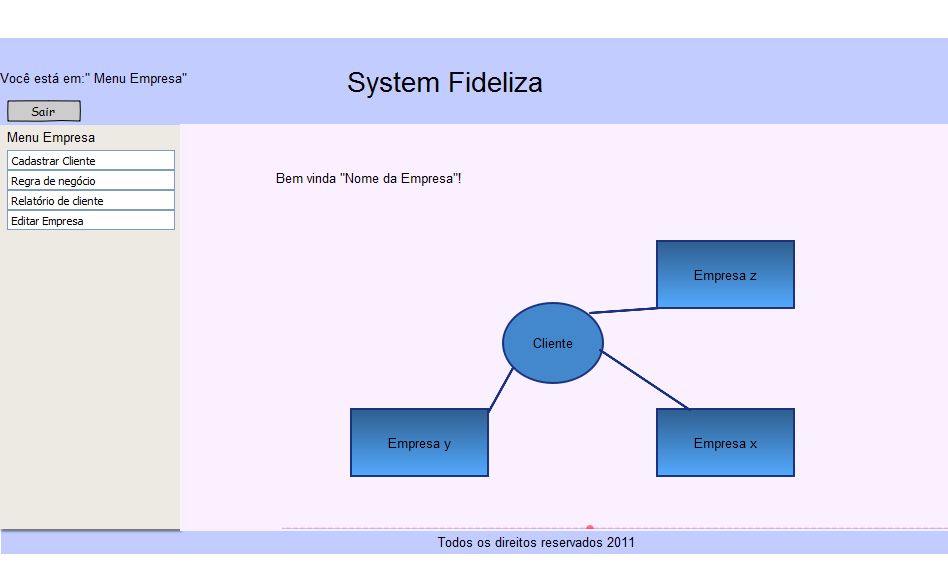 Você está em:" Menu Empresa"
System Fideliza
Sair
Menu Empresa
Cadastrar Cliente
Regra de negócio
Relatório de cliente
Editar Empresa
Bem vinda "Nome da Empresa"!
Empresa z
Cliente
Empresa y
Empresa x
Todos os direitos reservados 2011